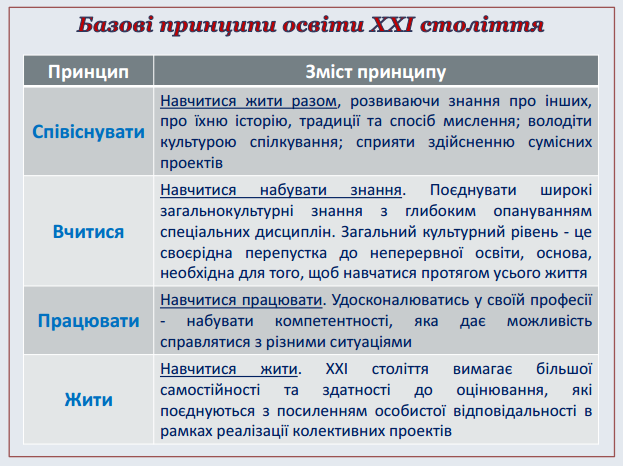 Базові принципи освіти XXI століття
Принцип
Зміст принципу
Співіснувати
Навчитися жити разом, розвиваючи знання про інших,
про їхню історію, традиції та спосіб мислення; володіти
культурою спілкування; сприяти здійсненню сумісних
проектів
Вчитися
Навчитися набувати знання. Поєднувати широкі
загальнокультурні знання з глибоким опануванням
спеціальних дисциплін. Загальний культурний рівень - це
своєрідна перепустка до неперервної освіти, основа,
необхідна для того, щоб навчатися протягом усього життя
Працювати
Навчитися працювати. Удосконалюватись у своїй професії
- набувати компетентності, яка дає можливість
справлятися з різними ситуаціями
Жити
Навчитися жити. XXI століття вимагає більшої
самостійності та здатності до оцінювання, які
поєднуються з посиленням особистої відповідальності в
рамках реалізації колективних проектів